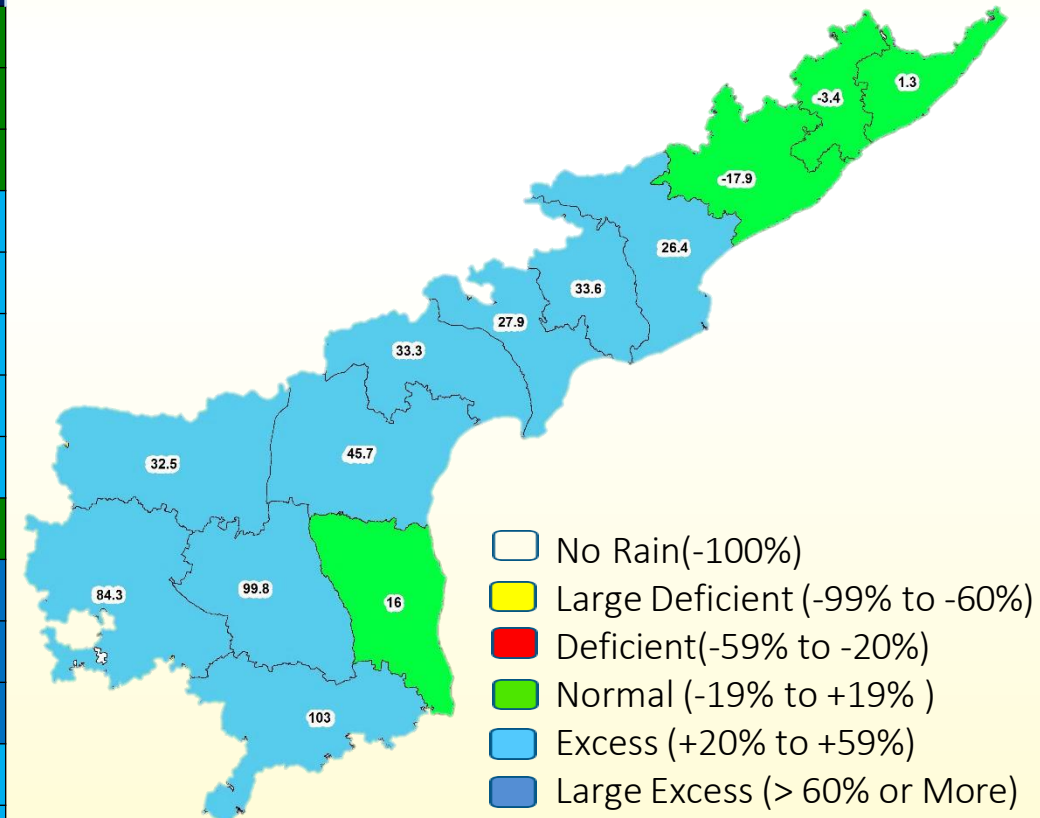 1.3
-3.4
-17.9
26.4
33.6
27.9
33.3
45.7
32.5
99.8
84.3
16
103
No Rain(-100%)
Large Deficient (-99% to -60%)
Deficient(-59% to -20%)
Normal (-19% to +19% )
Excess (+20% to +59%)
Large Excess (> 60% or More)